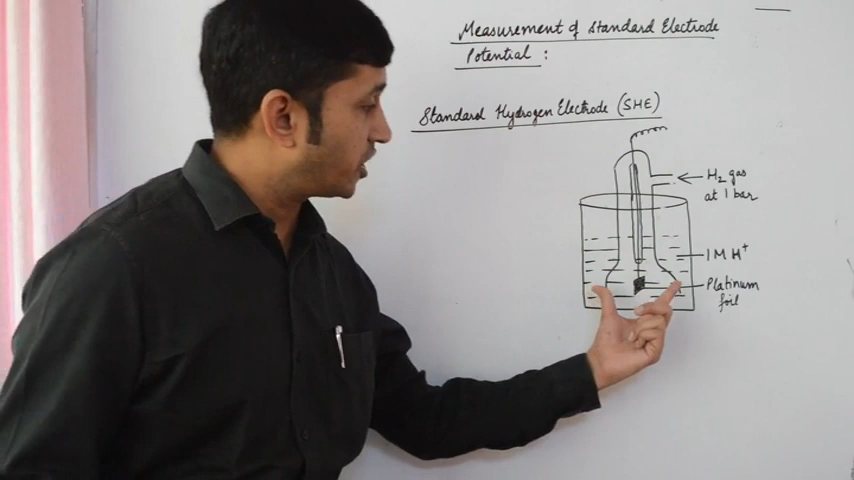 Measurement of Standard Electrode
Potential :
Standard Hydrogen Electrode (SHE)
H₂ gas
at 1 bar
1 M H⁺
Platinum
foil